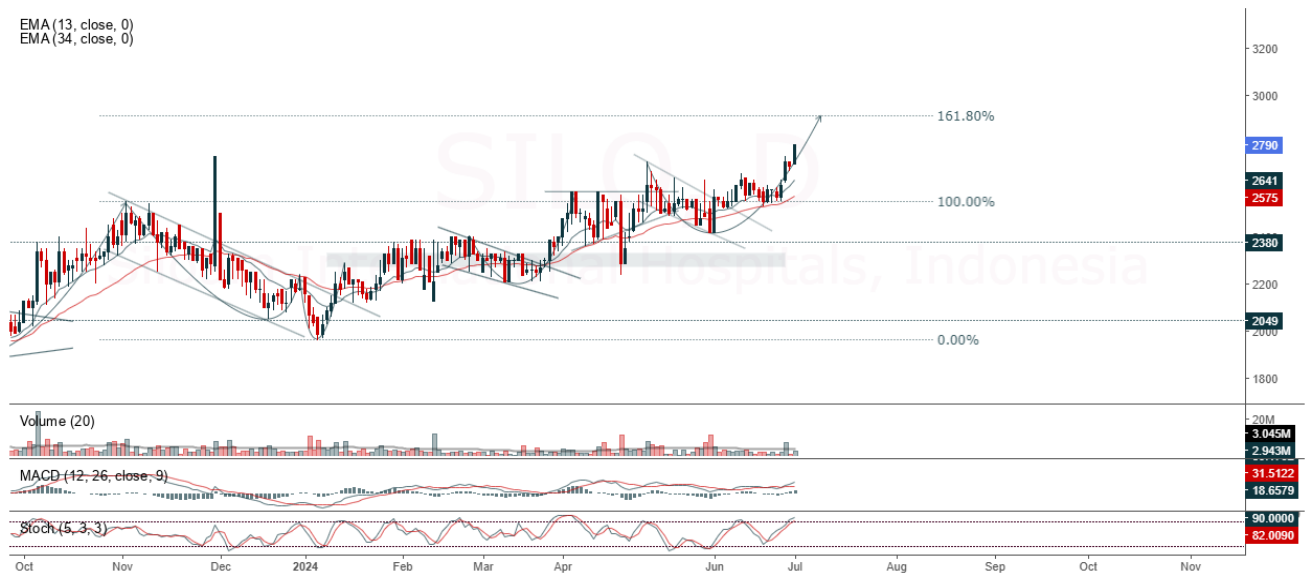 EMA (13, close, 0)
EMA (34, close, 0)
SILO, D
Hospitals, Indonesia
3200
3000
161.80%
2790
2641
2575
100.00%
2380
2200
2049
2000
0.00%
1800
Volume (20)
20M
3.045M
2.943M
MACD (12, 26, close, 9)
31.5122
18.6579
Stoch (5, 3, 3)
90.0000
82.0090
Oct Nov Dec 2024 Feb Mar Apr Jun Jul Aug Sep Oct Nov